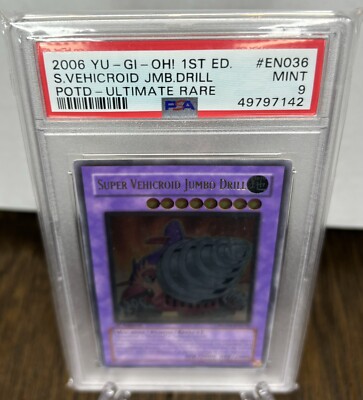 2006 YU-GI-OH! 1ST ED. #EN036
S.VEHICROID JMB.DRILL MINT
POTD-ULTIMATE RARE 9
PSA 49797142
SUPER VEHICROID JUMBO DRILL